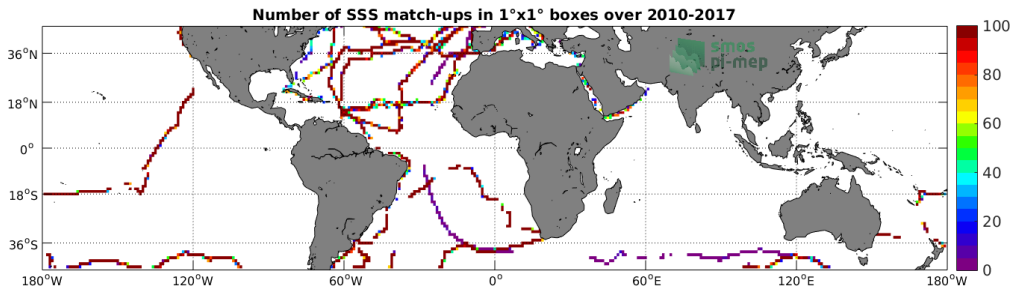 Number of SSS match-ups in 1°x1° boxes over 2010-2017
36°N
18°N
0°
18°S
36°S
180°W
120°W
60°W
0°
60°E
120°E
180°W
100
80
60
40
20
0
smos
pi-mep